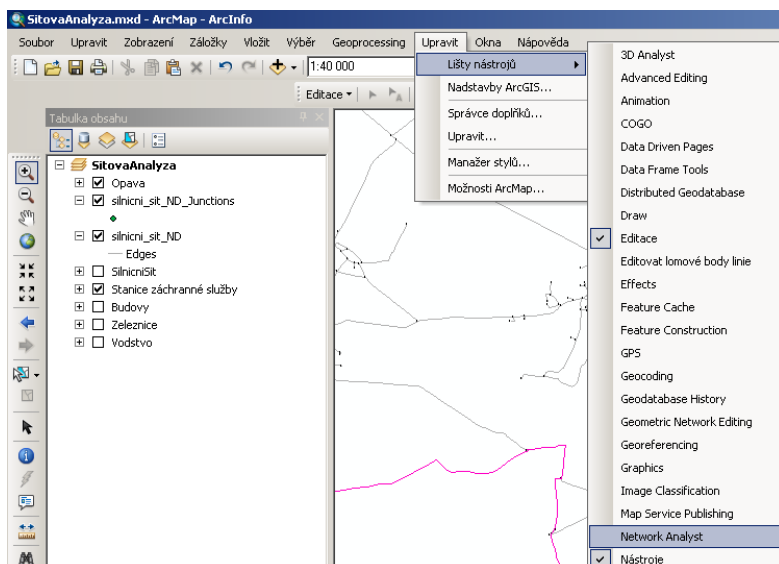 SitovaAnalyza.mxd - ArcMap - ArcInfo
Soubor Upravit Zobrazení Záložky Vložit Výběr Geoprocessing Upravit Okna Nápověda
1:40 000
Editace
Tabulka obsahu
SitovaAnalyza
Opava
silnicni_sit_ND_Junctions
silnicni_sit_ND
Edges
SilnicniSit
Stanice záchranné služby
Budovy
Zeleznice
Vodstvo
Lišty nástrojů
Nadstavby ArcGIS...
Správce doplňků...
Upravit...
Manažer stylů...
Možnosti ArcMap...
3D Analyst
Advanced Editing
Animation
COGO
Data Driven Pages
Data Frame Tools
Distributed Geodatabase
Draw
Editace
Editovat lomové body linie
Effects
Feature Cache
Feature Construction
GPS
Geocoding
Geodatabase History
Geometric Network Editing
Georeferencing
Graphics
Image Classification
Map Service Publishing
Network Analyst
Nástroje